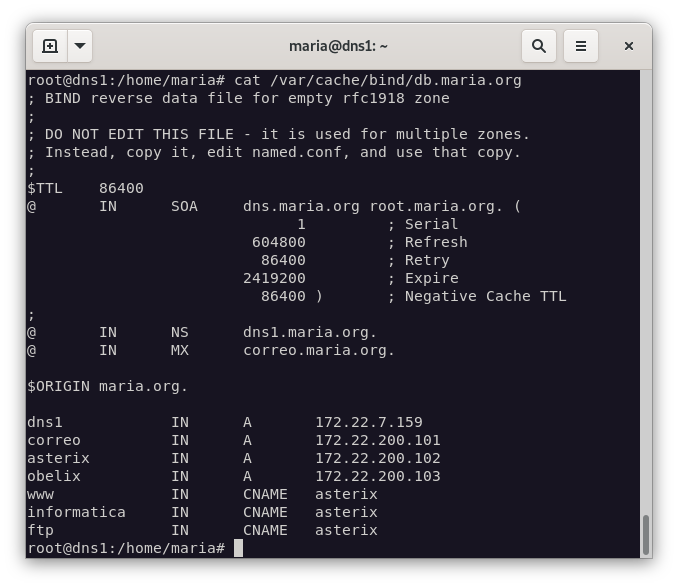 maria@dns1: ~
root@dns1:/home/maria# cat /var/cache/bind/db.maria.org
; BIND reverse data file for empty rfc1918 zone
;
; DO NOT EDIT THIS FILE - it is used for multiple zones.
; Instead, copy it, edit named.conf, and use that copy.
;
$TTL    86400
@       IN      SOA     dns.maria.org root.maria.org. (
                              1         ; Serial
                         604800         ; Refresh
                          86400         ; Retry
                        2419200         ; Expire
                          86400 )       ; Negative Cache TTL
;
@       IN      NS      dns1.maria.org.
@       IN      MX      correo.maria.org.
$ORIGIN maria.org.
dns1            IN      A       172.22.7.159
correo          IN      A       172.22.200.101
asterix         IN      A       172.22.200.102
obelix          IN      A       172.22.200.103
www             IN      CNAME   asterix
informatica     IN      CNAME   asterix
ftp             IN      CNAME   asterix
root@dns1:/home/maria#